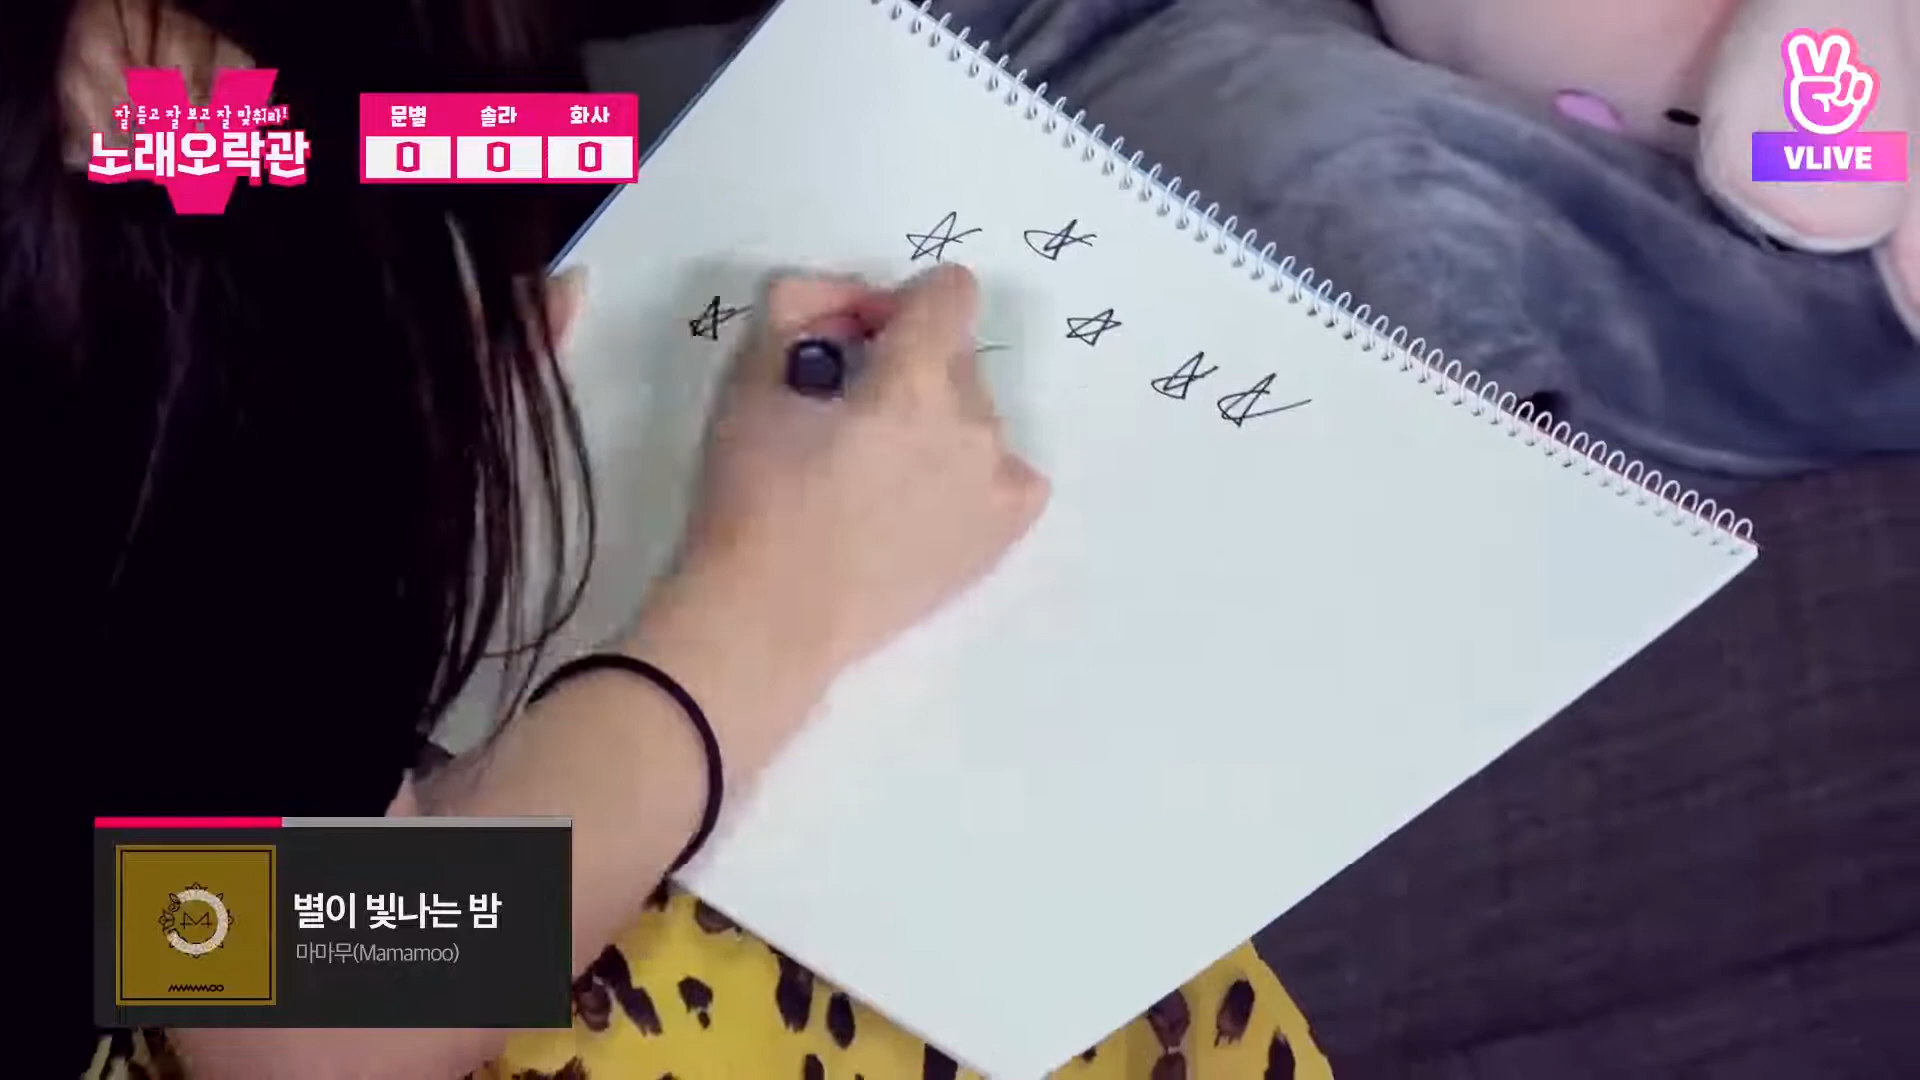 잘 듣고 잘 보고 잘 맞춰라!
노래오락관
문별 솔라 화사
0 0 0
VLIVE
별이 빛나는 밤
마마무(Mamamoo)
MAMAMOO